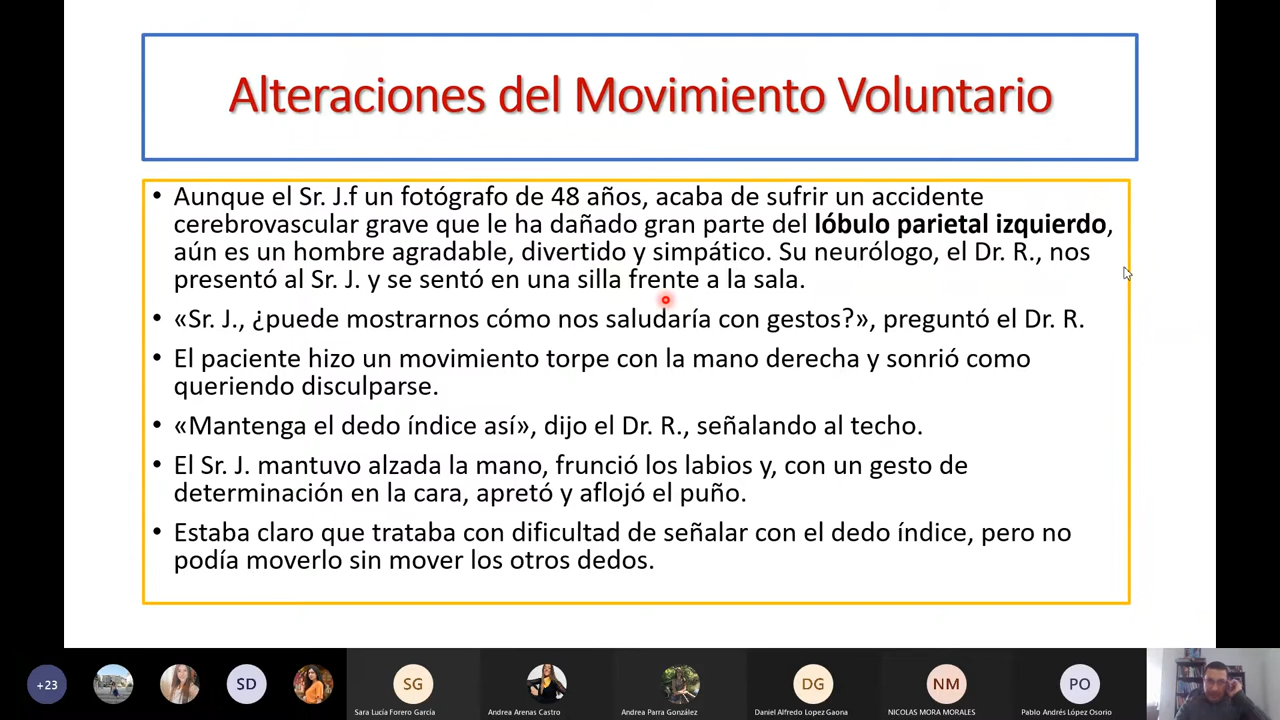 Alteraciones del Movimiento Voluntario
• Aunque el Sr. J.f un fotógrafo de 48 años, acaba de sufrir un accidente
cerebrovascular grave que le ha dañado gran parte del lóbulo parietal izquierdo,
aún es un hombre agradable, divertido y simpático. Su neurólogo, el Dr. R., nos
presentó al Sr. J. y se sentó en una silla frente a la sala.
• «Sr. J., ¿puede mostrarnos cómo nos saludaría con gestos?», preguntó el Dr. R.
• El paciente hizo un movimiento torpe con la mano derecha y sonrió como
queriendo disculparse.
• «Mantenga el dedo índice así», dijo el Dr. R., señalando al techo.
• El Sr. J. mantuvo alzada la mano, frunció los labios y, con un gesto de
determinación en la cara, apretó y aflojó el puño.
• Estaba claro que trataba con dificultad de señalar con el dedo índice, pero no
podía moverlo sin mover los otros dedos.
+23
SD
SG
DG
NM
PO
Sara Lucía Forero García
Andrea Arenas Castro
Andrea Parra González
Daniel Alfredo Lopez Gaona
NICOLAS MORA MORALES
Pablo Andrés López Osorio